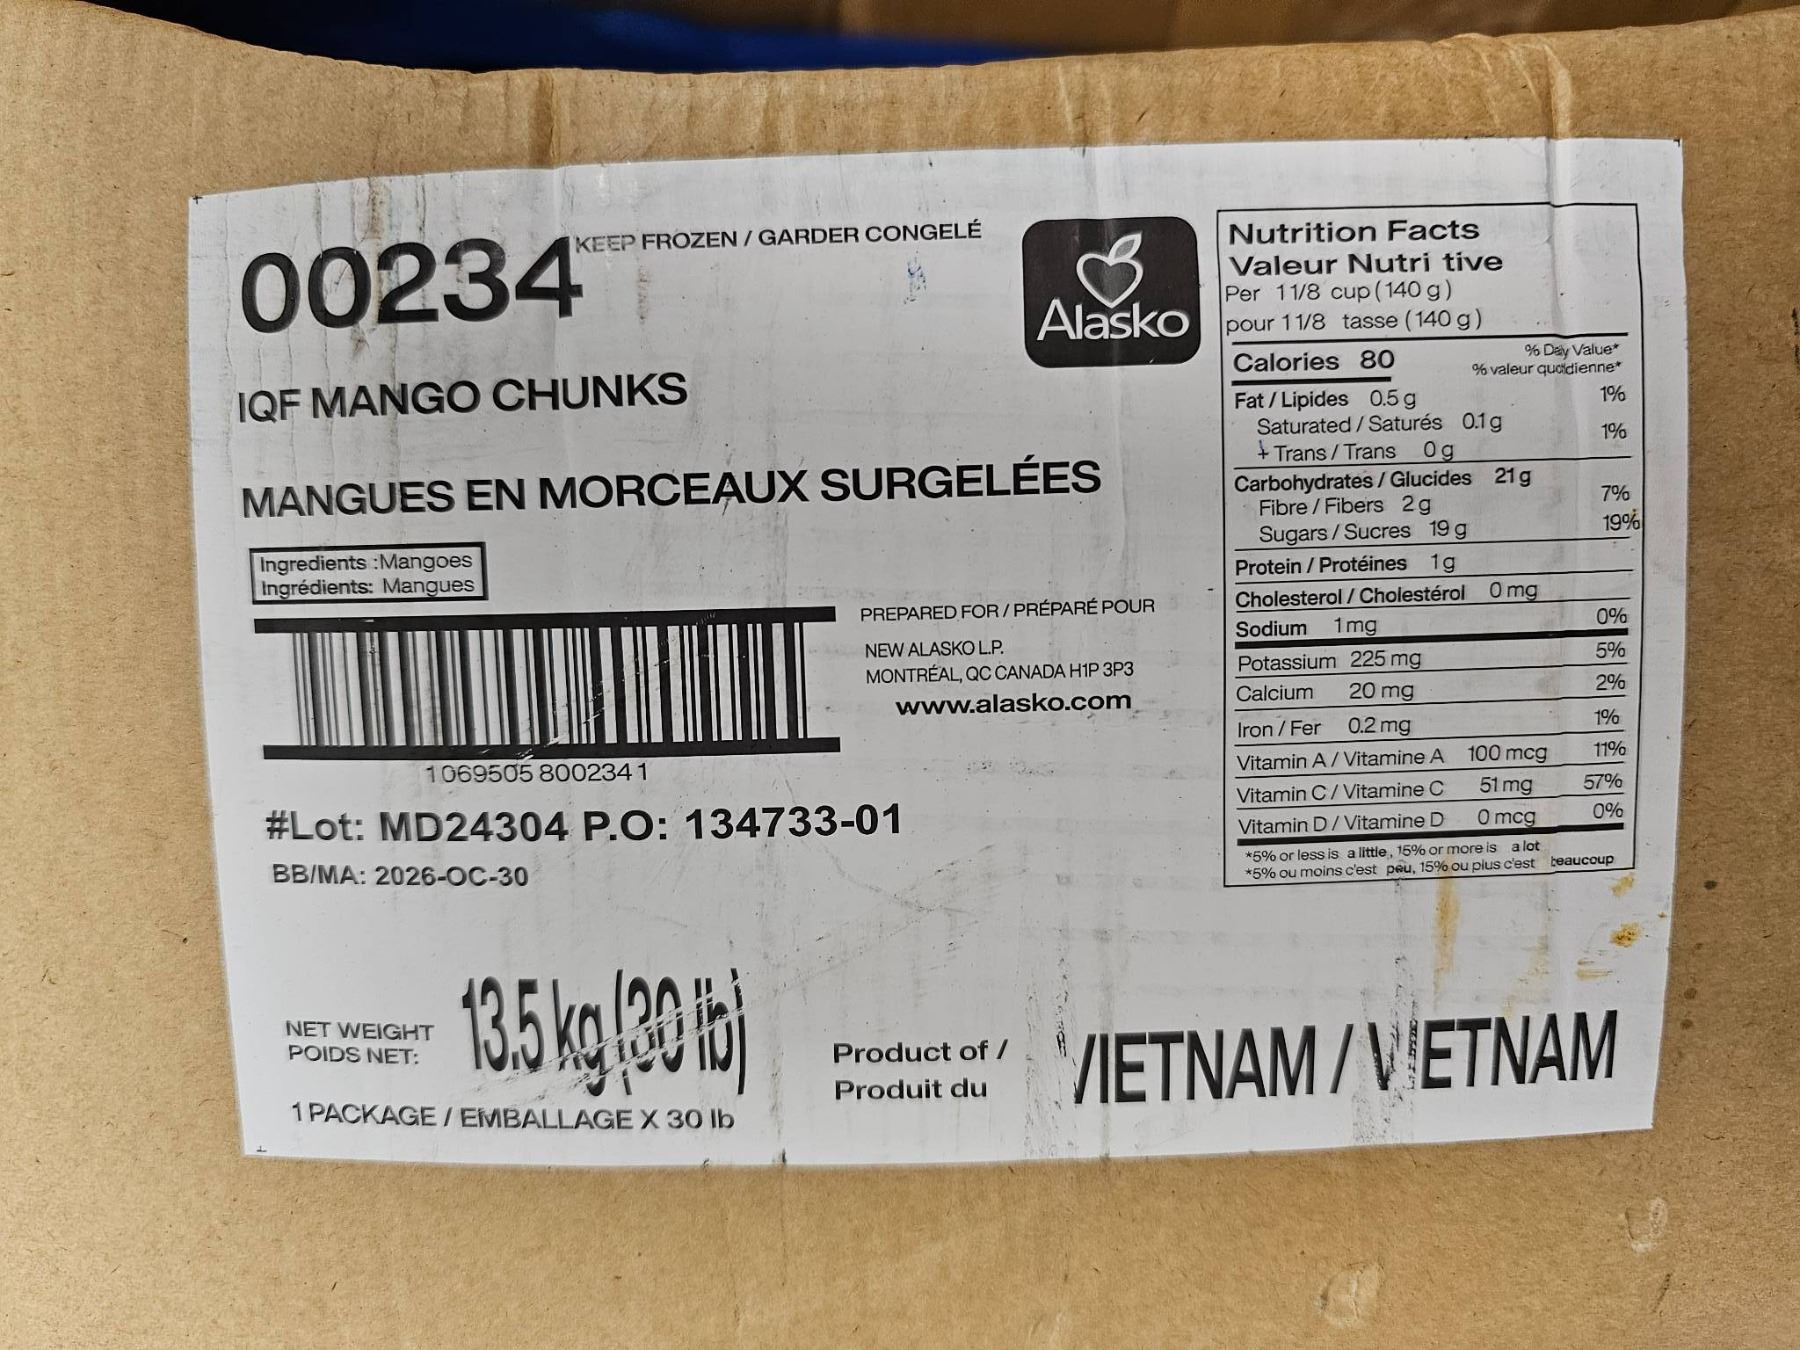 00234
KEEP FROZEN / GARDER CONGELÉ
IQF MANGO CHUNKS
MANGUES EN MORCEAUX SURGELÉES
Ingredients :Mangoes
Ingrédients: Mangues
1 069505 800234 1
PREPARED FOR / PRÉPARÉ POUR
NEW ALASKO L.P.
MONTRÉAL, QC CANADA H1P 3P3
www.alasko.com
#Lot: MD24304 P.O: 134733-01
BB/MA: 2026-OC-30
NET WEIGHT
POIDS NET:
13.5 kg (30 lb)
1 PACKAGE / EMBALLAGE X 30 lb
Product of /
Produit du
VIETNAM / VIETNAM
Alasko
Nutrition Facts
Valeur Nutri tive
Per 1 1/8 cup (140 g)
pour 1 1/8 tasse (140 g)
Calories 80
% Daily Value*
% valeur quotidienne*
Fat / Lipides 0.5 g 1%
Saturated / Saturés 0.1 g
+ Trans / Trans 0 g 1%
Carbohydrates / Glucides 21 g
Fibre / Fibers 2 g 7%
Sugars / Sucres 19 g 19%
Protein / Protéines 1 g
Cholesterol / Cholestérol 0 mg
Sodium 1 mg 0%
Potassium 225 mg 5%
Calcium 20 mg 2%
Iron / Fer 0.2 mg 1%
Vitamin A / Vitamine A 100 mcg 11%
Vitamin C / Vitamine C 51 mg 57%
Vitamin D / Vitamine D 0 mcg 0%
*5% or less is a little, 15% or more is a lot
*5% ou moins c'est peu, 15% ou plus c'est beaucoup